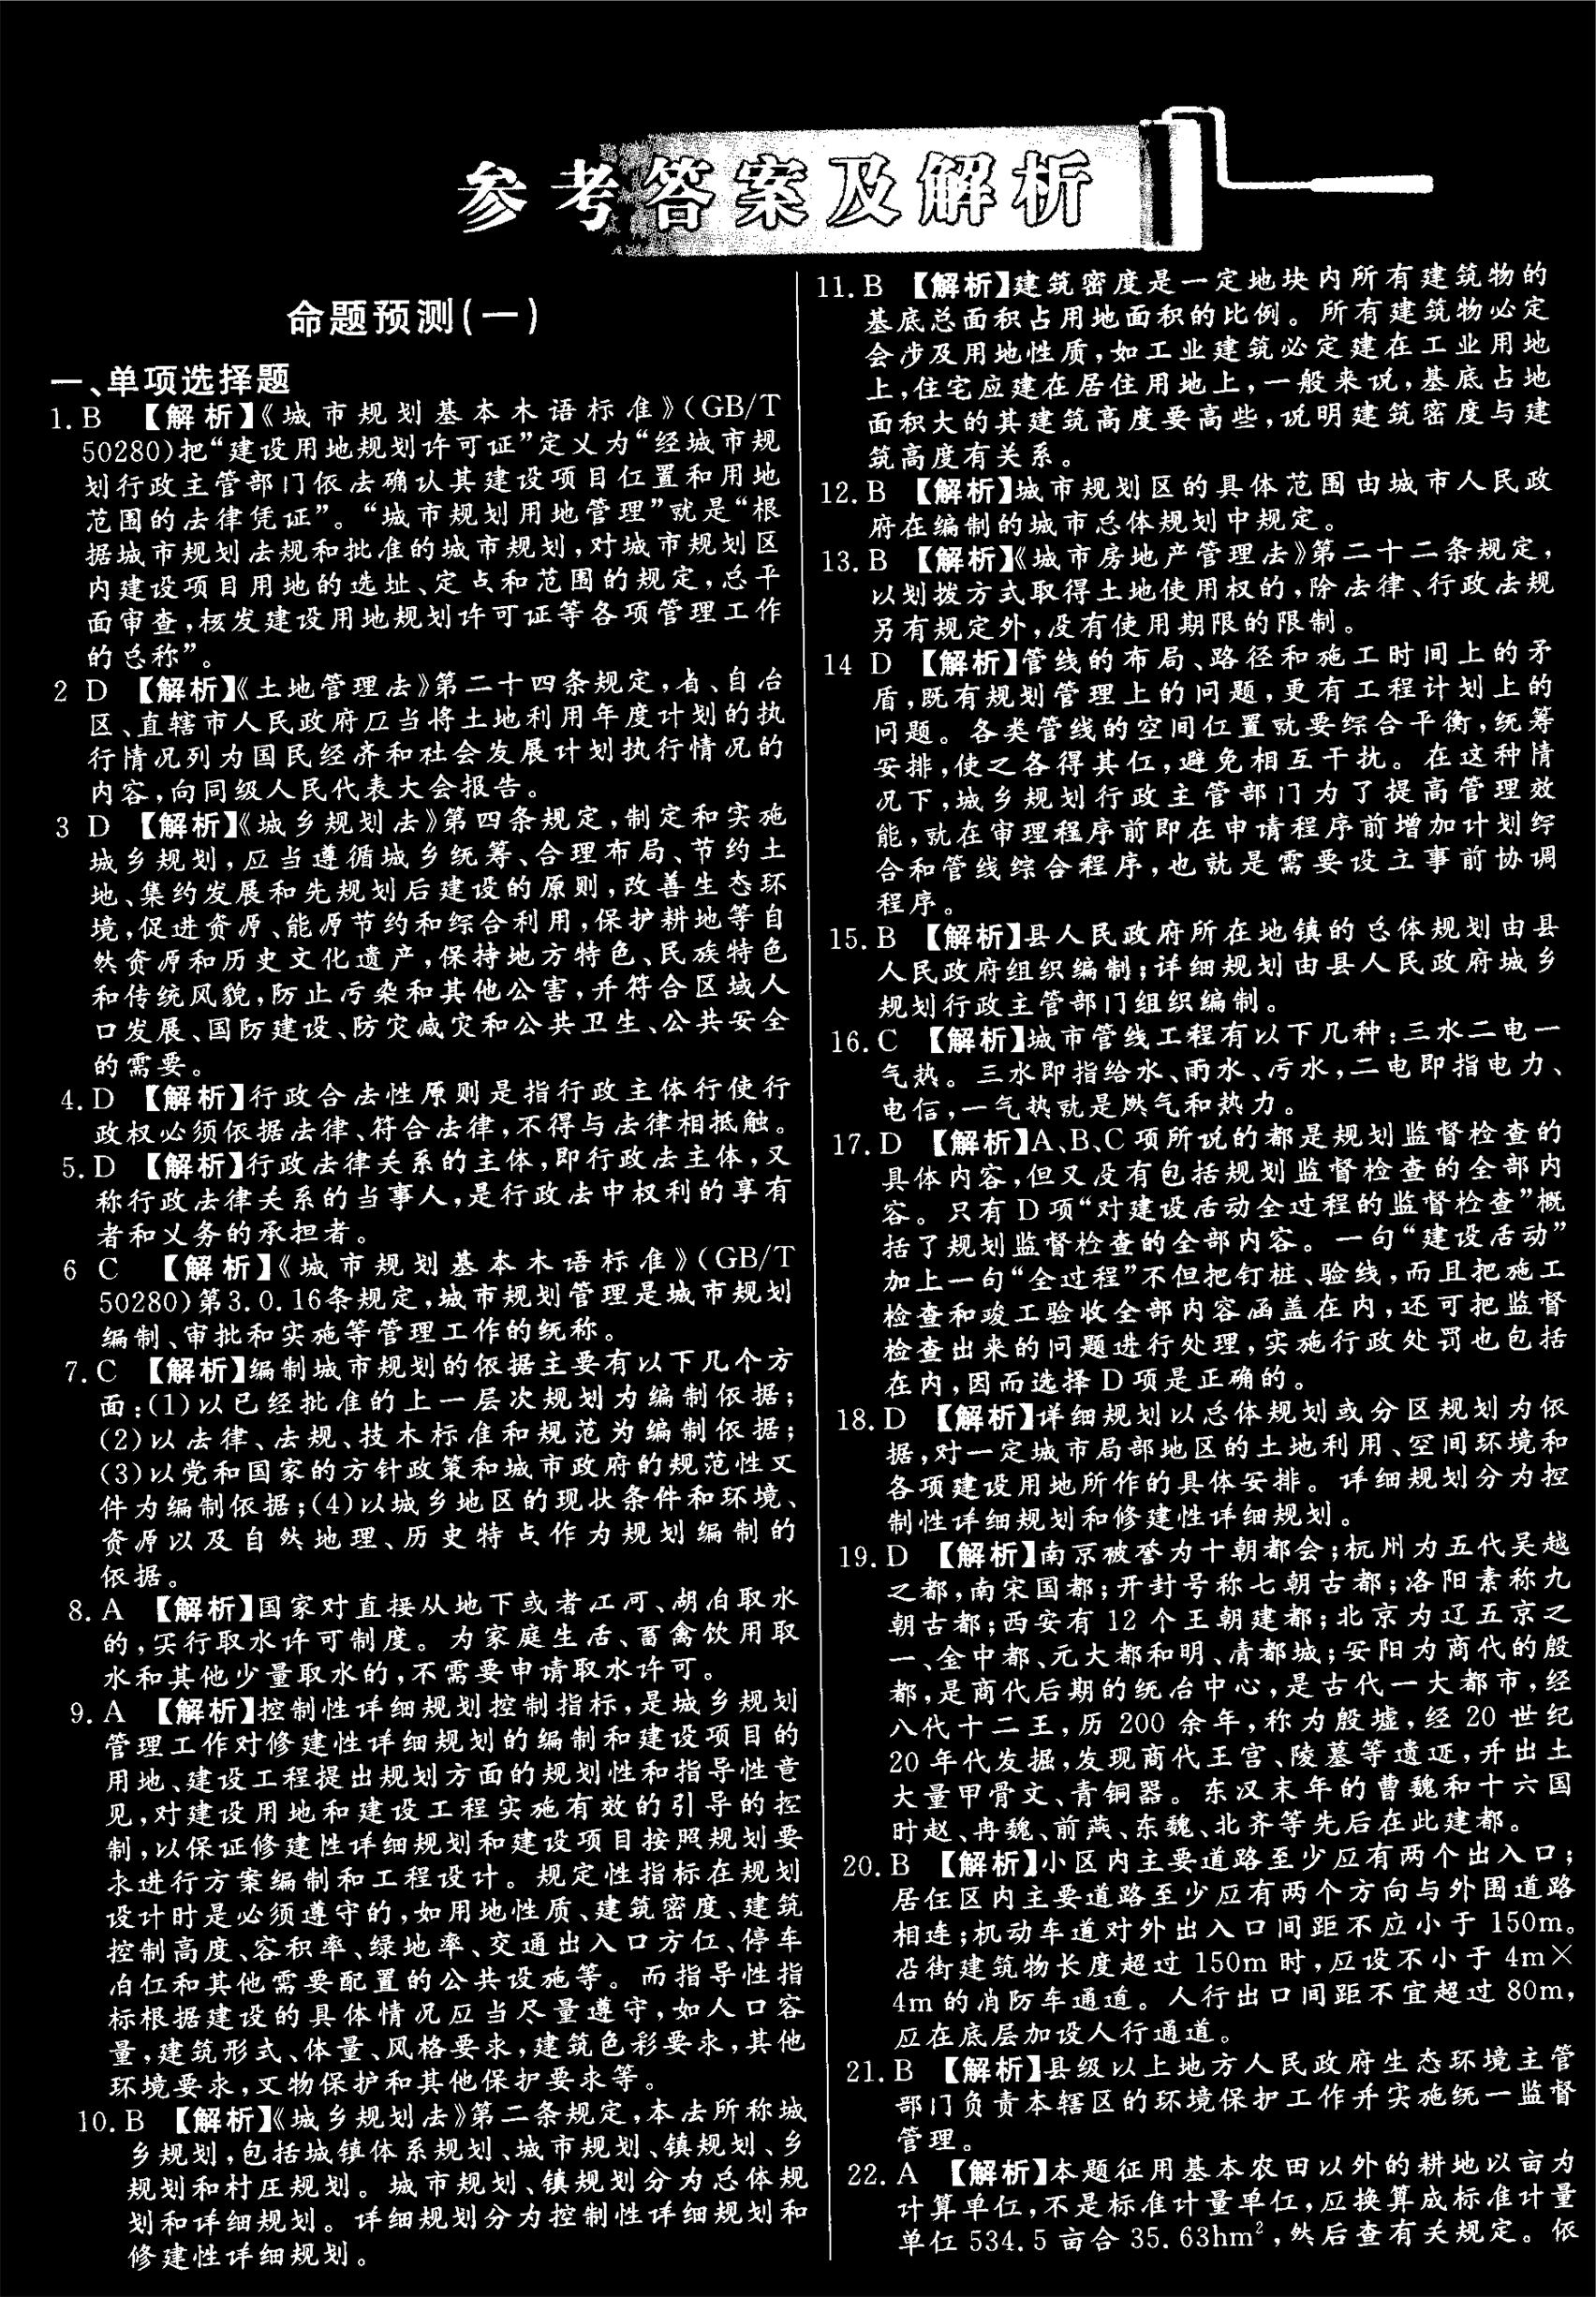 参考答案及解析
命题预测(一)
一、单项选择题
1. B 【解析】《城市规划基本术语标准》(GB/T
50280)把“建设用地规划许可证”定义为“经城市规
划行政主管部门依法确认其建设项目位置和用地
范围的法律凭证”。“城市规划用地管理”就是“根
据城市规划法规和批准的城市规划,对城市规划区
内建设项目用地的选址、定点和范围的规定,总平
面审查,核发建设用地规划许可证等各项管理工作
的总称”。
2 D 【解析】《土地管理法》第二十四条规定,省、自治
区、直辖市人民政府应当将土地利用年度计划的执
行情况列为国民经济和社会发展计划执行情况的
内容,向同级人民代表大会报告。
3 D 【解析】《城乡规划法》第四条规定,制定和实施
城乡规划,应当遵循城乡统筹、合理布局、节约土
地、集约发展和先规划后建设的原则,改善生态环
境,促进资源、能源节约和综合利用,保护耕地等自
然资源和历史文化遗产,保持地方特色、民族特色
和传统风貌,防止污染和其他公害,并符合区域人
口发展、国防建设、防灾减灾和公共卫生、公共安全
的需要。
4. D 【解析】行政合法性原则是指行政主体行使行
政权必须依据法律、符合法律,不得与法律相抵触。
5. D 【解析】行政法律关系的主体,即行政法主体,又
称行政法律关系的当事人,是行政法中权利的享有
者和义务的承担者。
6 C 【解析】《城市规划基本术语标准》(GB/T
50280)第3.0.16条规定,城市规划管理是城市规划
编制、审批和实施等管理工作的统称。
7. C 【解析】编制城市规划的依据主要有以下几个方
面:(1)以已经批准的上一层次规划为编制依据;
(2)以法律、法规、技术标准和规范为编制依据;
(3)以党和国家的方针政策和城市政府的规范性文
件为编制依据;(4)以城乡地区的现状条件和环境、
资源以及自然地理、历史特点作为规划编制的
依据。
8. A 【解析】国家对直接从地下或者江河、湖泊取水
的,实行取水许可制度。为家庭生活、畜禽饮用取
水和其他少量取水的,不需要申请取水许可。
9. A 【解析】控制性详细规划控制指标,是城乡规划
管理工作对修建性详细规划的编制和建设项目的
用地、建设工程提出规划方面的规划性和指导性意
见,对建设用地和建设工程实施有效的引导的控
制,以保证修建性详细规划和建设项目按照规划要
求进行方案编制和工程设计。规定性指标在规划
设计时是必须遵守的,如用地性质、建筑密度、建筑
控制高度、容积率、绿地率、交通出入口方位、停车
泊位和其他需要配置的公共设施等。而指导性指
标根据建设的具体情况应当尽量遵守,如人口容
量,建筑形式、体量、风格要求,建筑色彩要求,其他
环境要求,文物保护和其他保护要求等。
10. B 【解析】《城乡规划法》第二条规定,本法所称城
乡规划,包括城镇体系规划、城市规划、镇规划、乡
规划和村庄规划。城市规划、镇规划分为总体规
划和详细规划。详细规划分为控制性详细规划和
修建性详细规划。
11. B 【解析】建筑密度是一定地块内所有建筑物的
基底总面积占用地面积的比例。所有建筑物必定
会涉及用地性质,如工业建筑必定建在工业用地
上,住宅应建在居住用地上,一般来说,基底占地
面积大的其建筑高度要高些,说明建筑密度与建
筑高度有关系。
12. B 【解析】城市规划区的具体范围由城市人民政
府在编制的城市总体规划中规定。
13. B 【解析】《城市房地产管理法》第二十二条规定,
以划拨方式取得土地使用权的,除法律、行政法规
另有规定外,没有使用期限的限制。
14 D 【解析】管线的布局、路径和施工时间上的矛
盾,既有规划管理上的问题,更有工程计划上的
问题。各类管线的空间位置就要综合平衡,统筹
安排,使之各得其位,避免相互干扰。在这种情
况下,城乡规划行政主管部门为了提高管理效
能,就在审理程序前即在申请程序前增加计划综
合和管线综合程序,也就是需要设立事前协调
程序。
15. B 【解析】县人民政府所在地镇的总体规划由县
人民政府组织编制;详细规划由县人民政府城乡
规划行政主管部门组织编制。
16. C 【解析】城市管线工程有以下几种:三水二电一
气热。三水即指给水、雨水、污水,二电即指电力、
电信,一气热就是燃气和热力。
17. D 【解析】A、B、C 项所说的都是规划监督检查的
具体内容,但又没有包括规划监督检查的全部内
容。只有 D 项“对建设活动全过程的监督检查”概
括了规划监督检查的全部内容。一句“建设活动”
加上一句“全过程”不但把钉桩、验线,而且把施工
检查和竣工验收全部内容涵盖在内,还可把监督
检查出来的问题进行处理,实施行政处罚也包括
在内,因而选择 D 项是正确的。
18. D 【解析】详细规划以总体规划或分区规划为依
据,对一定城市局部地区的土地利用、空间环境和
各项建设用地所作的具体安排。详细规划分为控
制性详细规划和修建性详细规划。
19. D 【解析】南京被誉为十朝都会;杭州为五代吴越
之都,南宋国都;开封号称七朝古都;洛阳素称九
朝古都;西安有 12 个王朝建都;北京为辽五京之
一、金中都、元大都和明、清都城;安阳为商代的殷
都,是商代后期的统治中心,是古代一大都市,经
八代十二王,历 200 余年,称为殷墟,经 20 世纪
20 年代发掘,发现商代王宫、陵墓等遗迹,并出土
大量甲骨文、青铜器。东汉末年的曹魏和十六国
时赵、冉魏、前燕、东魏、北齐等先后在此建都。
20. B 【解析】小区内主要道路至少应有两个出入口;
居住区内主要道路至少应有两个方向与外围道路
相连;机动车道对外出入口间距不应小于 150m。
沿街建筑物长度超过 150m 时,应设不小于 4m×
4m 的消防车通道。人行出口间距不宜超过 80m,
应在底层加设人行通道。
21. B 【解析】县级以上地方人民政府生态环境主管
部门负责本辖区的环境保护工作并实施统一监督
管理。
22. A 【解析】本题征用基本农田以外的耕地以亩为
计算单位,不是标准计量单位,应换算成标准计量
单位 534.5 亩合 35.63hm²,然后查有关规定。依